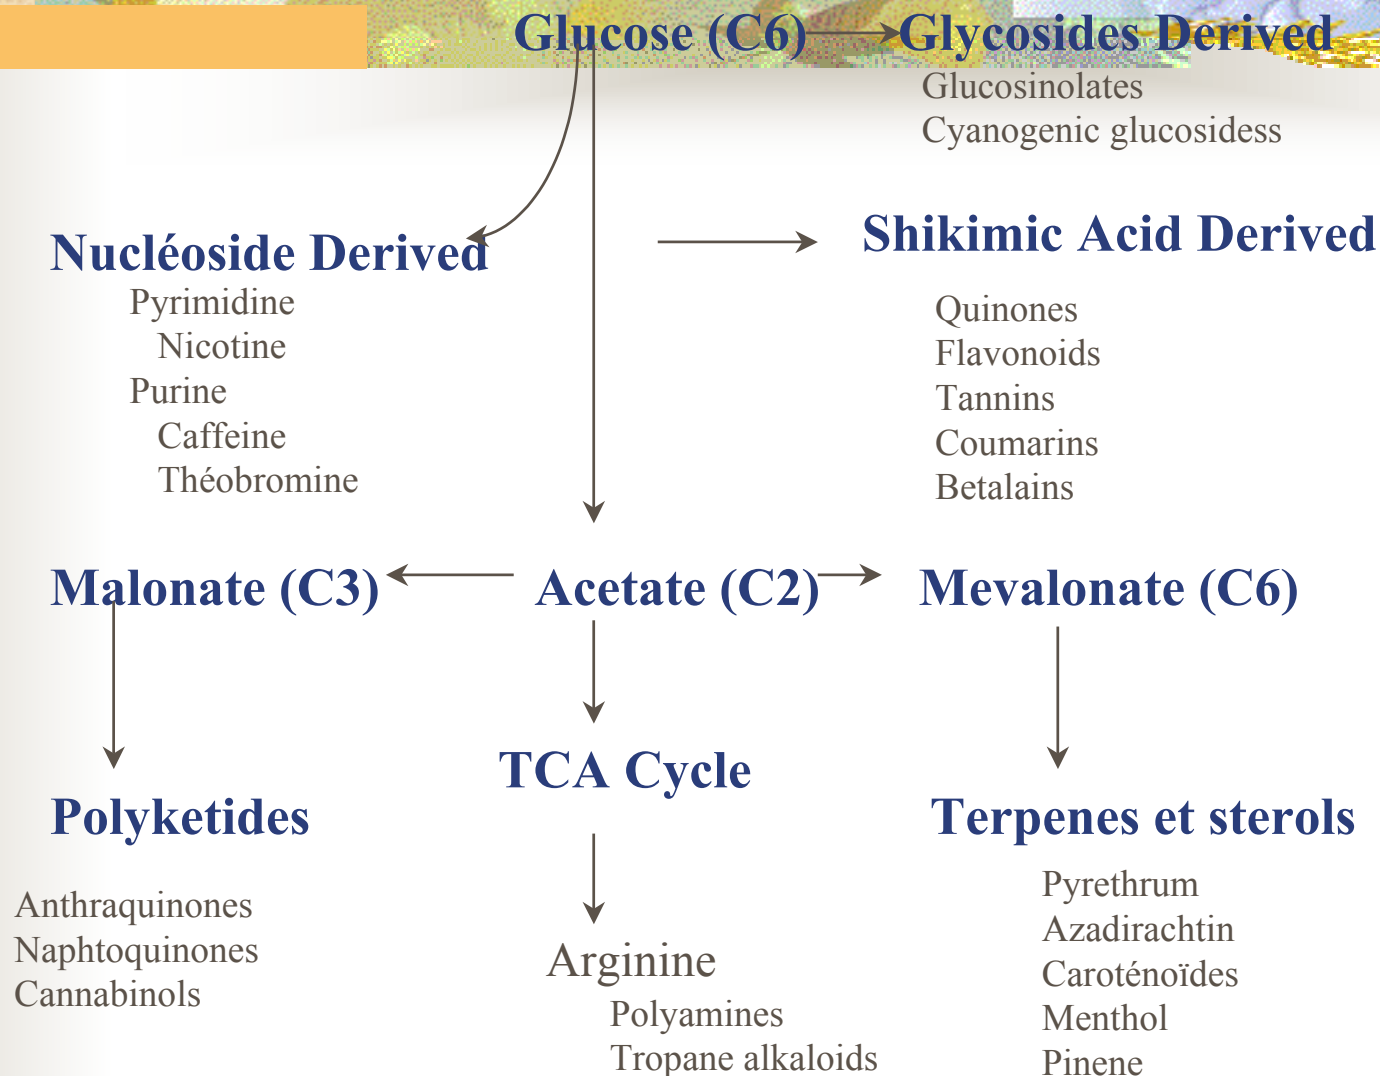 Glucose (C6)
Glycosides Derived
Glucosinolates
Cyanogenic glucosidess
Nucléoside Derived
Pyrimidine
Nicotine
Purine
Caffeine
Théobromine
Shikimic Acid Derived
Quinones
Flavonoids
Tannins
Coumarins
Betalains
Malonate (C3)
Acetate (C2)
Mevalonate (C6)
Polyketides
Anthraquinones
Naphtoquinones
Cannabinols
TCA Cycle
Arginine
Polyamines
Tropane alkaloids
Terpenes et sterols
Pyrethrum
Azadirachtin
Caroténoïdes
Menthol
Pinene